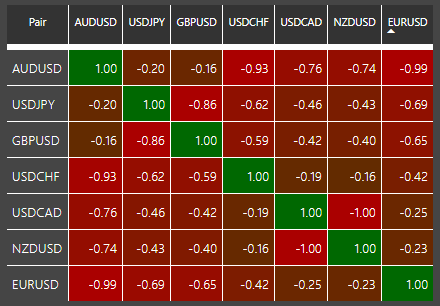 Pair AUDUSD USDJPY GBPUSD USDCHF USDCAD NZDUSD EURUSD
AUDUSD 1.00 -0.20 -0.16 -0.93 -0.76 -0.74 -0.99
USDJPY -0.20 1.00 -0.86 -0.62 -0.46 -0.43 -0.69
GBPUSD -0.16 -0.86 1.00 -0.59 -0.42 -0.40 -0.65
USDCHF -0.93 -0.62 -0.59 1.00 -0.19 -0.16 -0.42
USDCAD -0.76 -0.46 -0.42 -0.19 1.00 -1.00 -0.25
NZDUSD -0.74 -0.43 -0.40 -0.16 -1.00 1.00 -0.23
EURUSD -0.99 -0.69 -0.65 -0.42 -0.25 -0.23 1.00